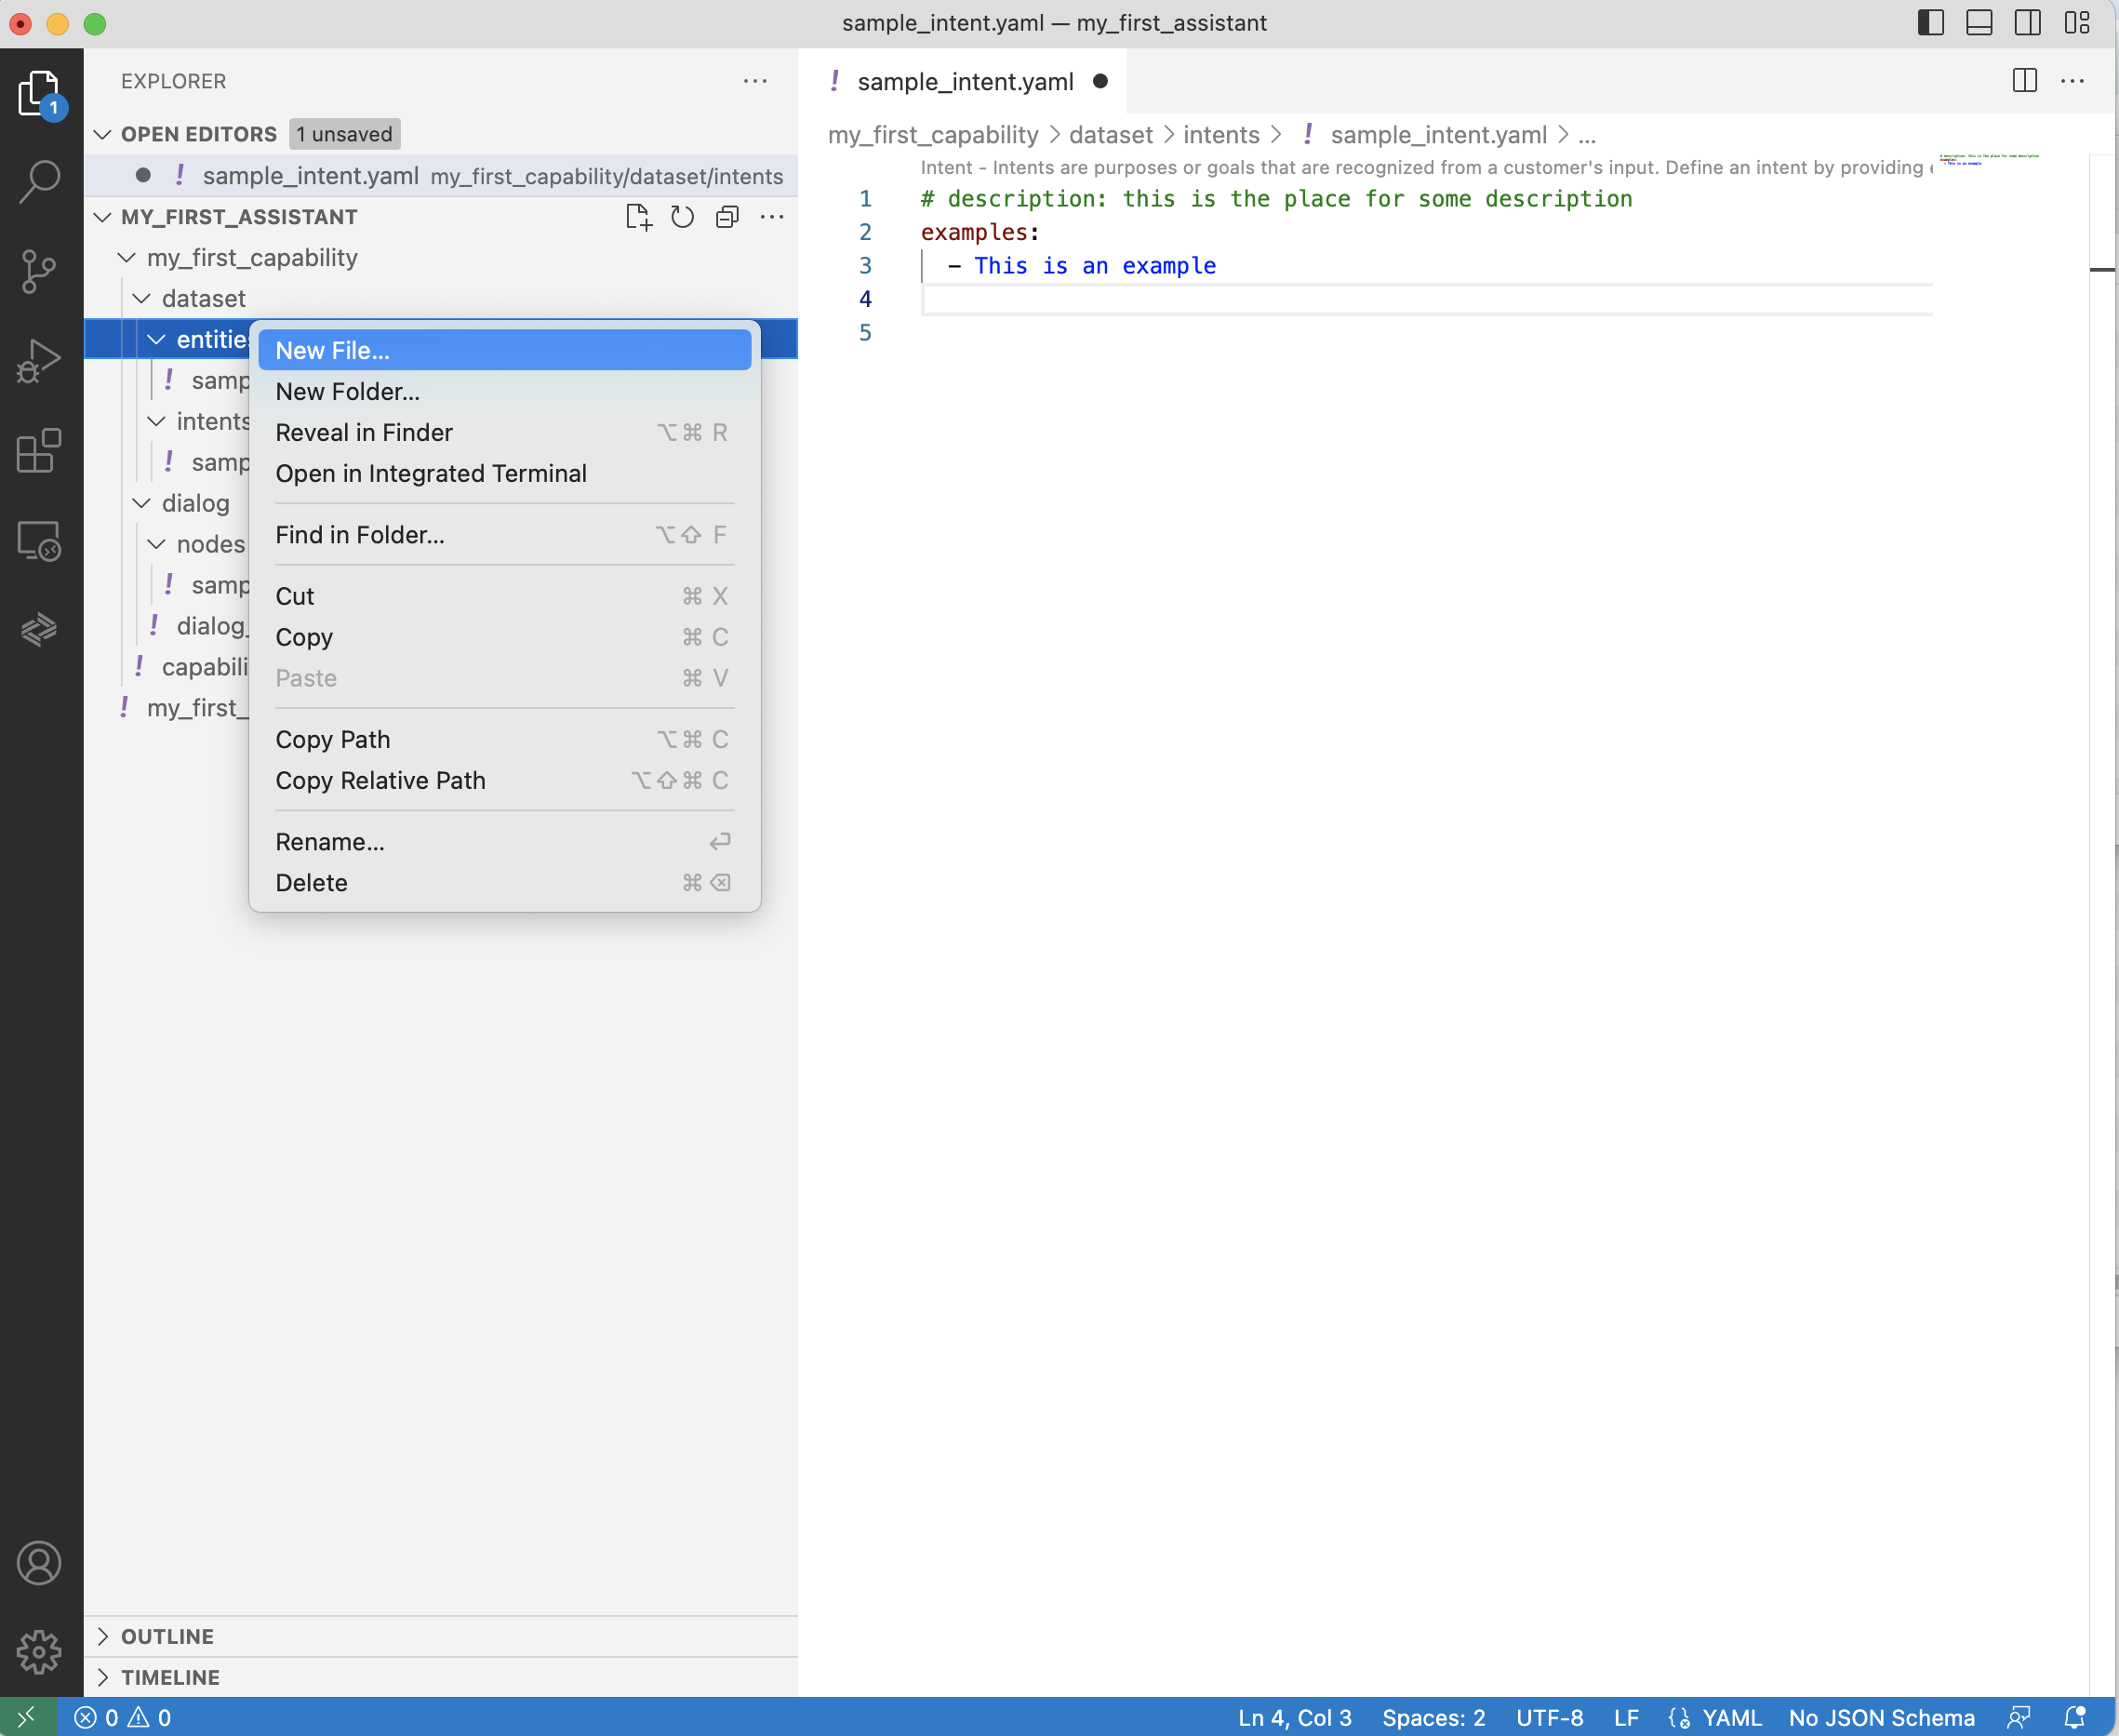 sample_intent.yaml — my_first_assistant
1
EXPLORER
OPEN EDITORS 1 unsaved
! sample_intent.yaml my_first_capability/dataset/intents
MY_FIRST_ASSISTANT
my_first_capability
dataset
entities
! samp
intents
! samp
dialog
nodes
! samp
! dialog_
! capabili
! my_first_
New File...
New Folder...
Reveal in Finder ⌥⌘ R
Open in Integrated Terminal
Find in Folder... ⌥⇧ F
Cut ⌘ X
Copy ⌘ C
Paste ⌘ V
Copy Path ⌥⌘ C
Copy Relative Path ⌥⇧⌘ C
Rename... ↩
Delete ⌘⌫
OUTLINE
TIMELINE
! sample_intent.yaml ●
my_first_capability > dataset > intents > ! sample_intent.yaml > ...
Intent - Intents are purposes or goals that are recognized from a customer's input. Define an intent by providing
1 # description: this is the place for some description
2 examples:
3 - This is an example
4
5
0 0 Ln 4, Col 3 Spaces: 2 UTF-8 LF YAML No JSON Schema